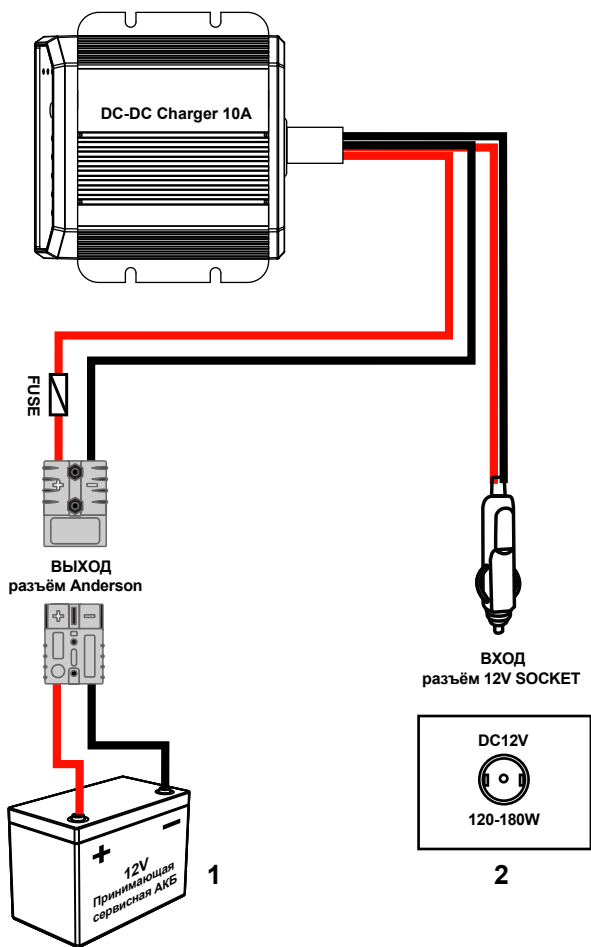 DC-DC Charger 10A
FUSE
+ −
ВЫХОД
разъём Anderson
+ −
ВХОД
разъём 12V SOCKET
DC12V
120-180W
+ −
12V
Принимающая
сервисная АКБ
1
2